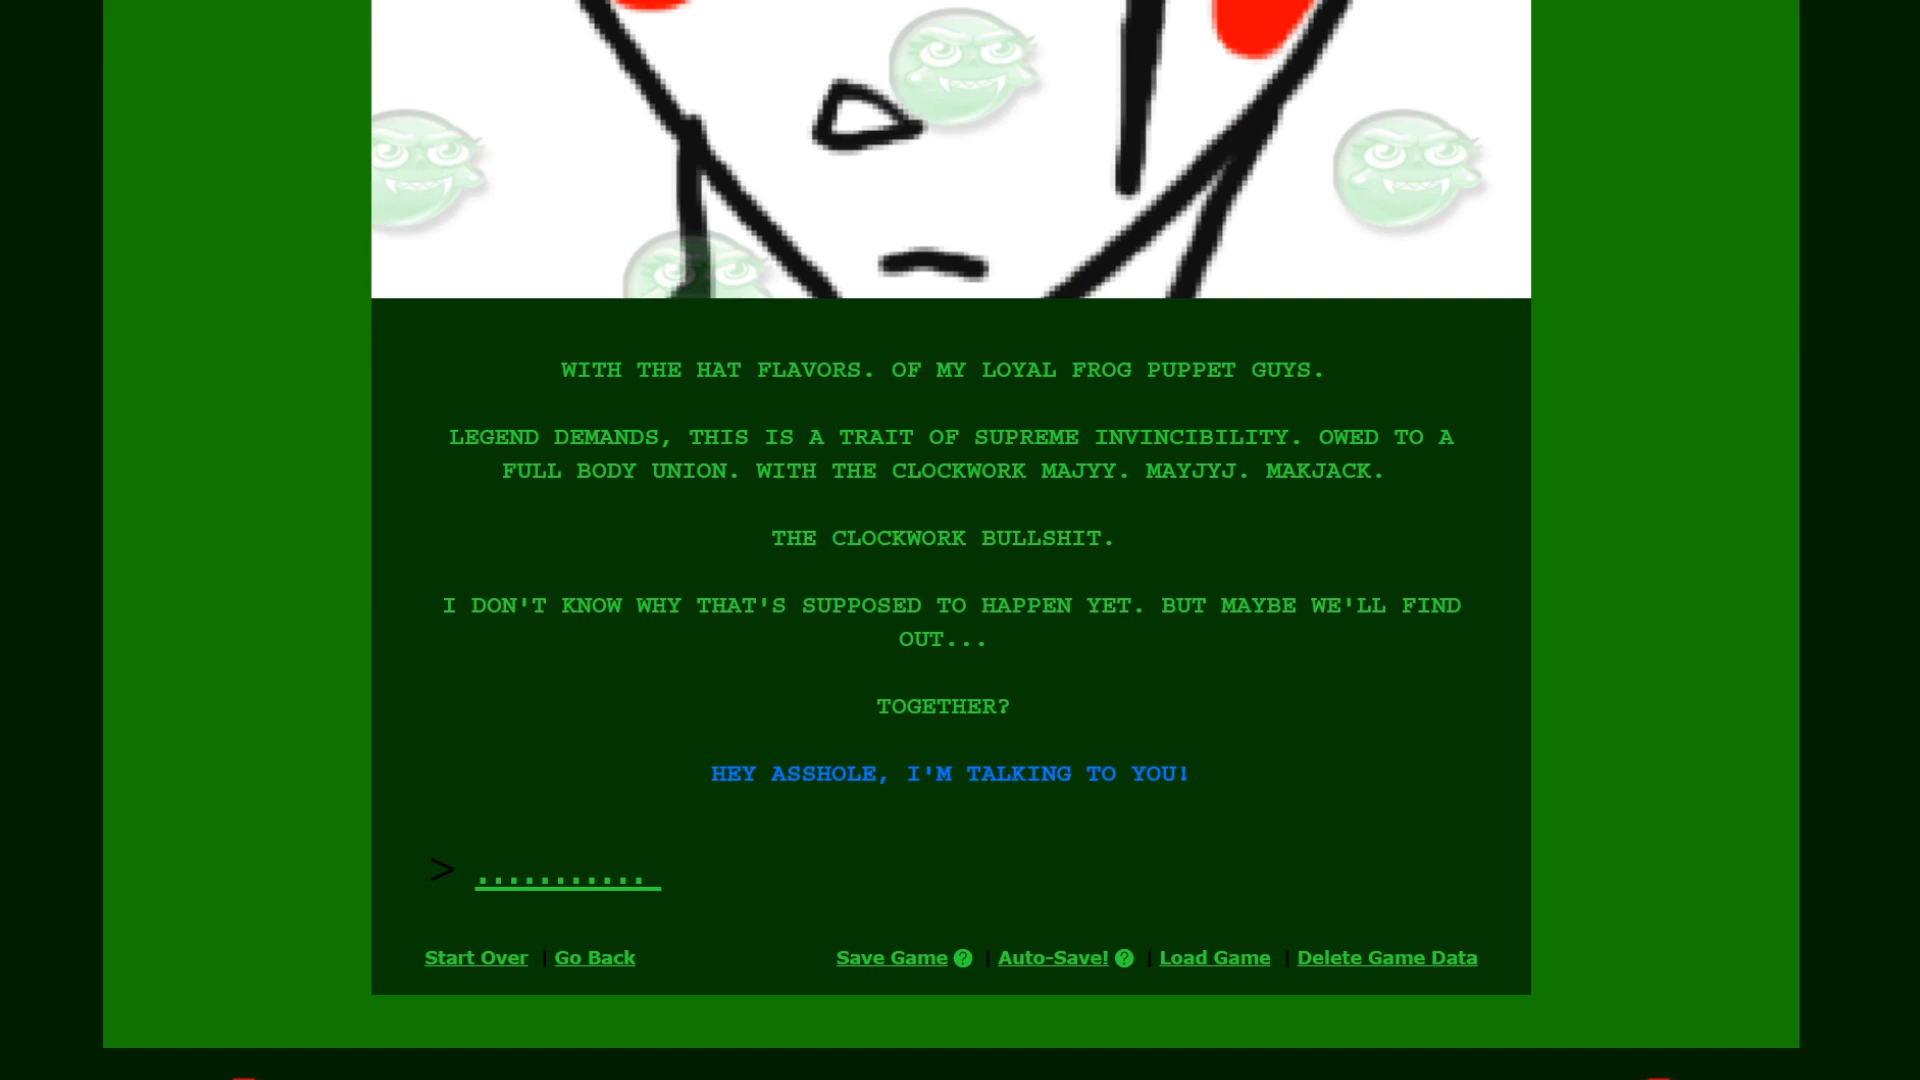 WITH THE HAT FLAVORS. OF MY LOYAL FROG PUPPET GUYS.
LEGEND DEMANDS, THIS IS A TRAIT OF SUPREME INVINCIBILITY. OWED TO A
FULL BODY UNION. WITH THE CLOCKWORK MAJYY. MAYJYJ. MAKJACK.
THE CLOCKWORK BULLSHIT.
I DON'T KNOW WHY THAT'S SUPPOSED TO HAPPEN YET. BUT MAYBE WE'LL FIND
OUT...
TOGETHER?
HEY ASSHOLE, I'M TALKING TO YOU!
> ...........
Start Over | Go Back Save Game ? | Auto-Save! ? | Load Game | Delete Game Data